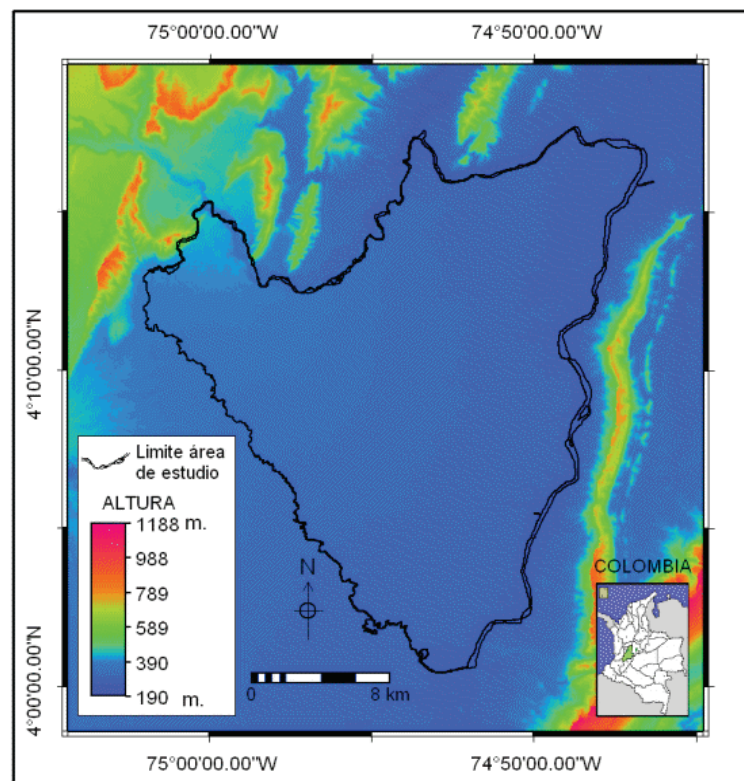 75°00'00.00"W 74°50'00.00"W
4°10'00.00"N
4°00'00.00"N
Limite área
de estudio
ALTURA
1188 m.
988
789
589
390
190 m.
N
0 8 km
COLOMBIA
75°00'00.00"W 74°50'00.00"W